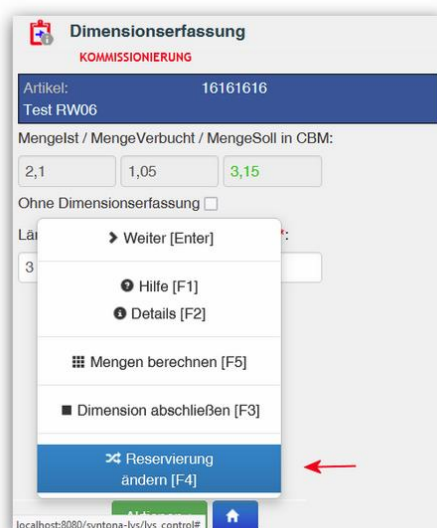 Dimensionserfassung
KOMMISSIONIERUNG
Artikel: 16161616
Test RW06
MengeIst / MengeVerbucht / MengeSoll in CBM:
2,1 1,05 3,15
Ohne Dimensionserfassung
*:
3
Weiter [Enter]
Hilfe [F1]
Details [F2]
Mengen berechnen [F5]
Dimension abschließen [F3]
Reservierung
ändern [F4]
localhost:8080/syntona-lvs/lvs_control#